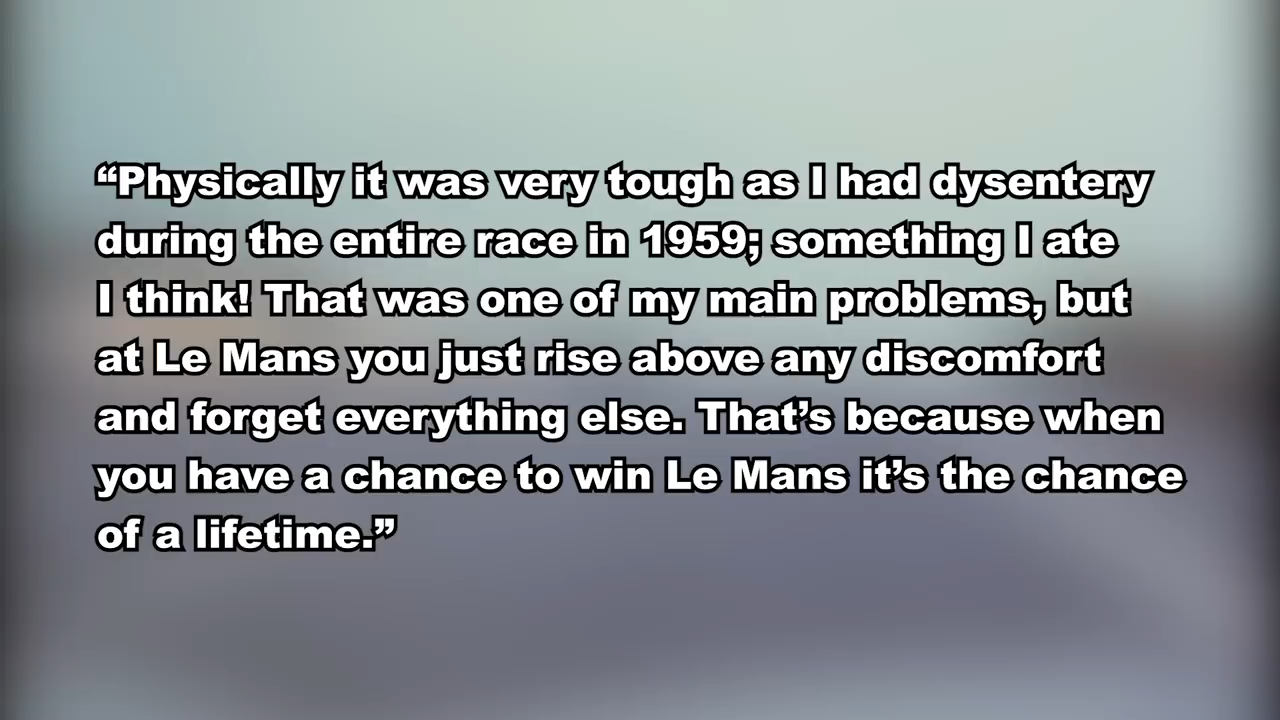 “Physically it was very tough as I had dysentery
during the entire race in 1959; something I ate
I think! That was one of my main problems, but
at Le Mans you just rise above any discomfort
and forget everything else. That’s because when
you have a chance to win Le Mans it’s the chance
of a lifetime.”